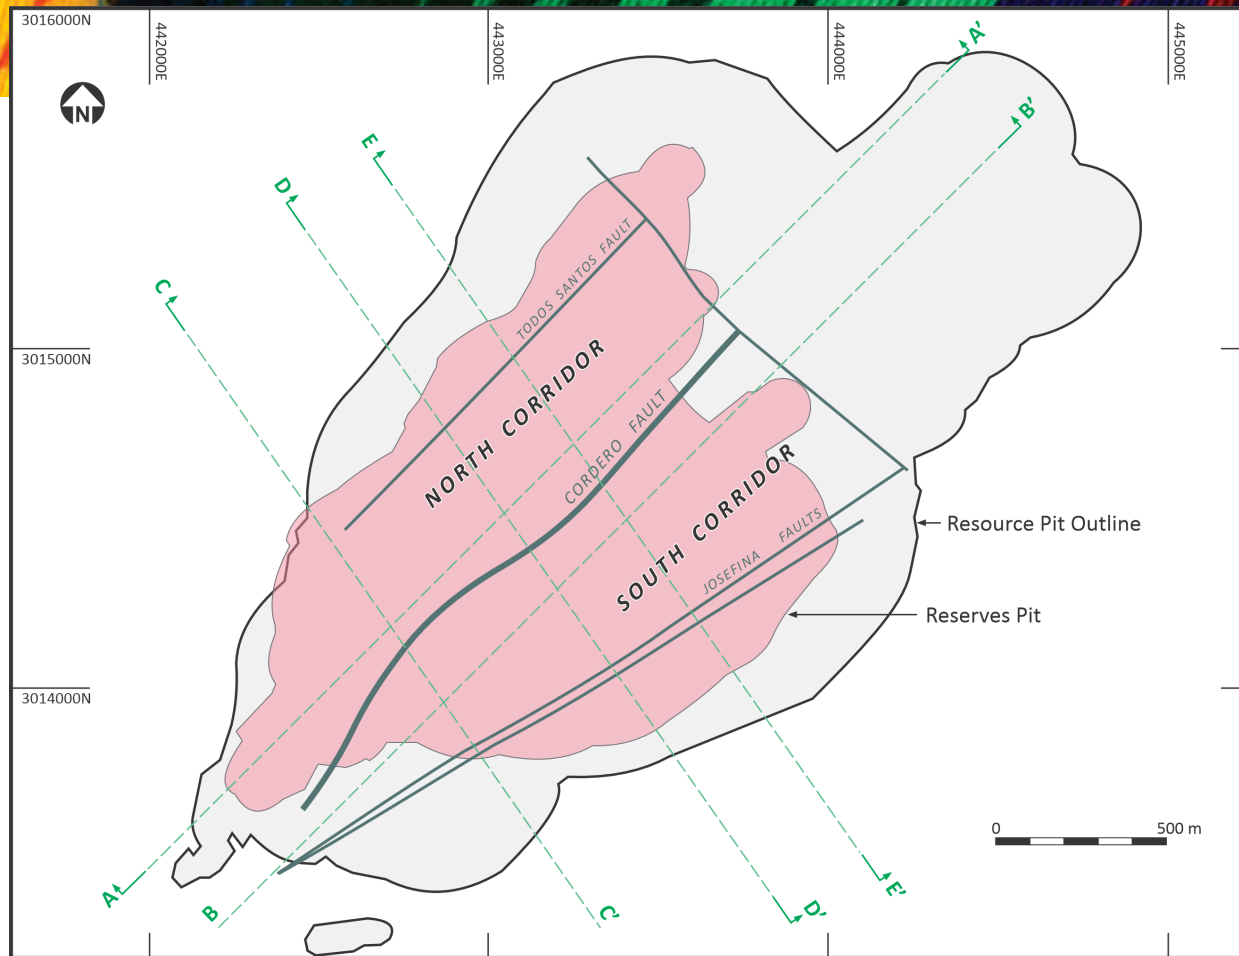 3016000N
442000E
443000E
444000E
445000E
N
A'
B'
E
D
C
TODOS SANTOS FAULT
NORTH CORRIDOR
3015000N
CORDERO FAULT
SOUTH CORRIDOR
JOSEFINA FAULTS
Resource Pit Outline
Reserves Pit
3014000N
0 500 m
A
B
C'
D'
E'